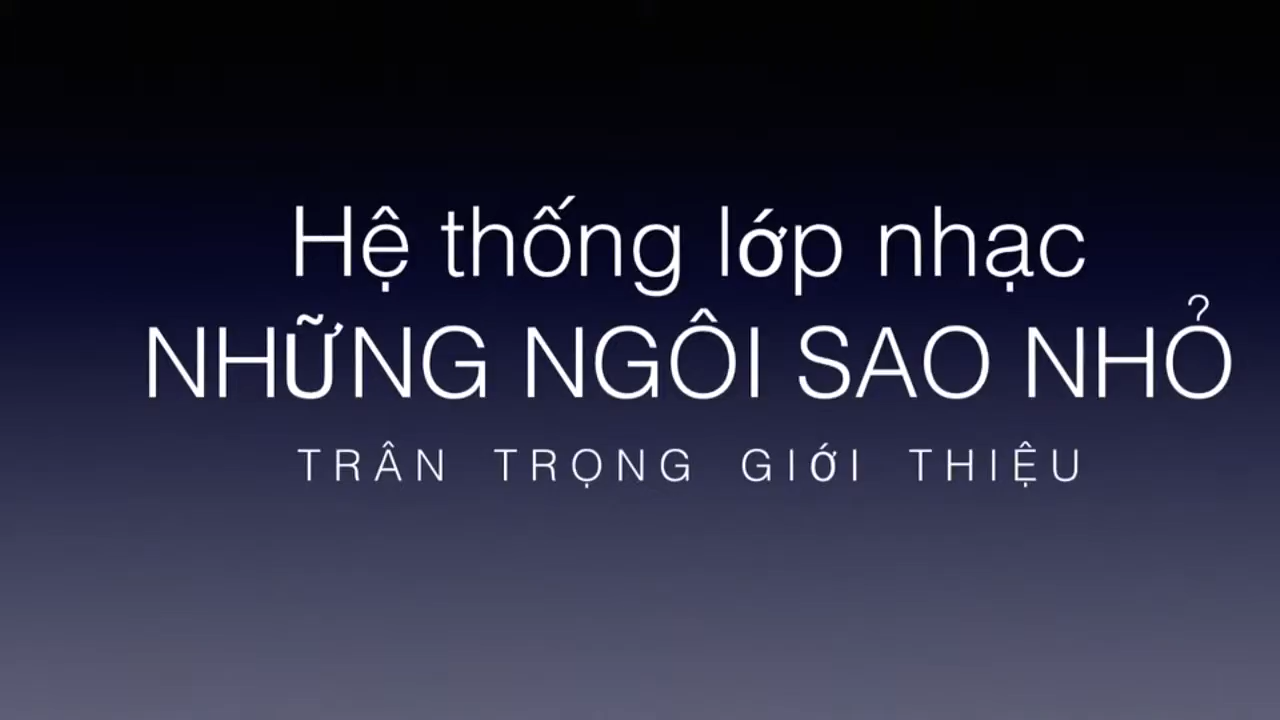 Hệ thống lớp nhạc
NHỮNG NGÔI SAO NHỎ
TRÂN TRỌNG GIỚI THIỆU